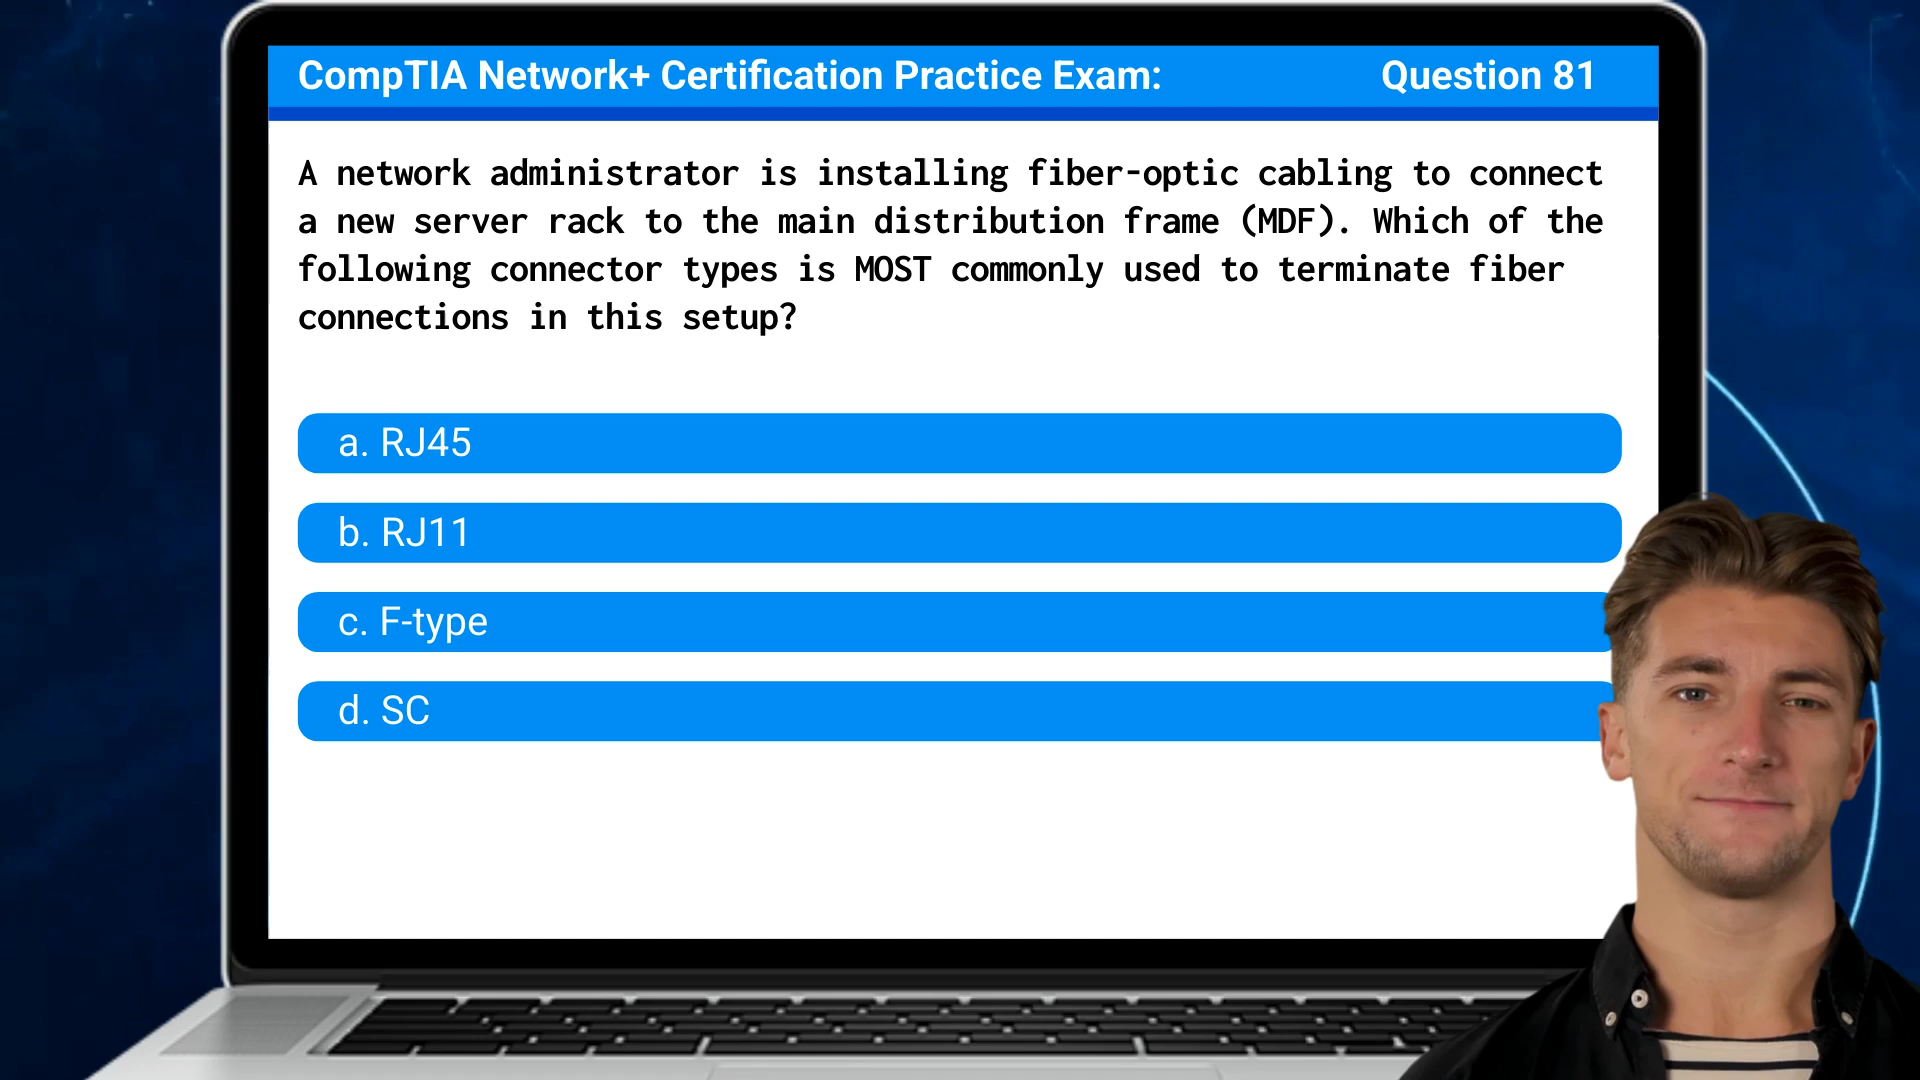 CompTIA Network+ Certification Practice Exam: Question 81
A network administrator is installing fiber-optic cabling to connect
a new server rack to the main distribution frame (MDF). Which of the
following connector types is MOST commonly used to terminate fiber
connections in this setup?
a. RJ45
b. RJ11
c. F-type
d. SC